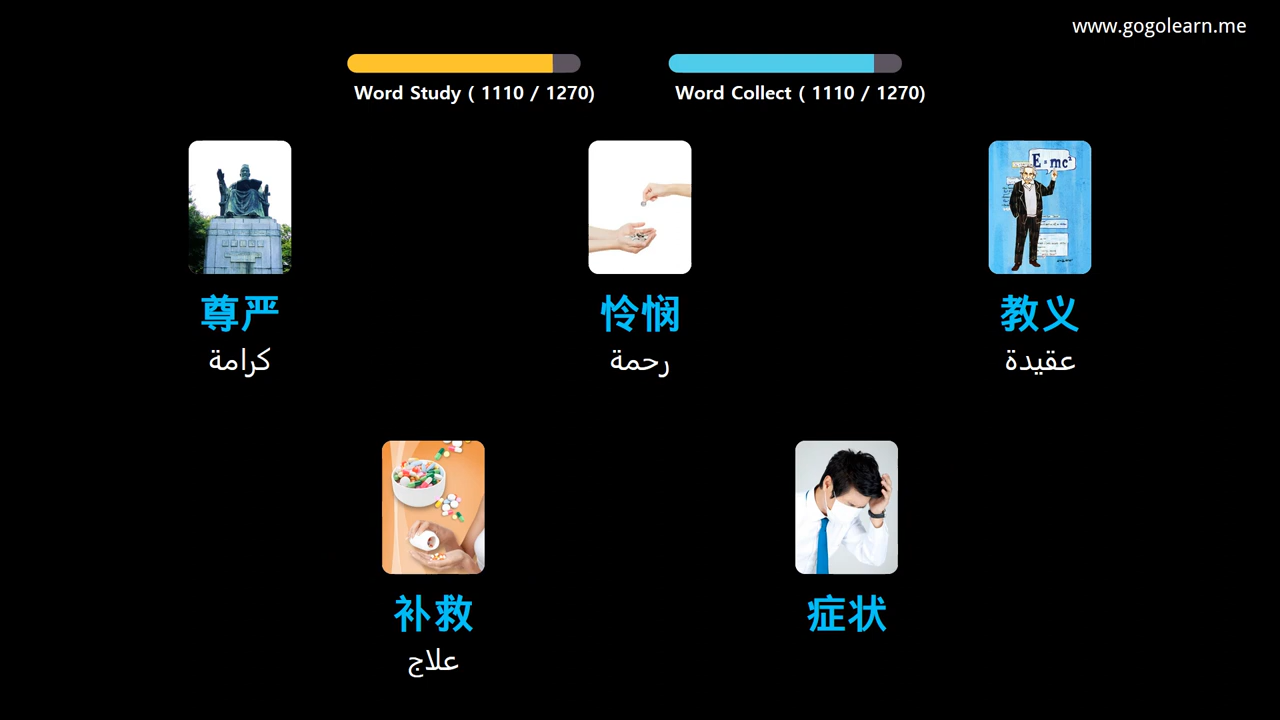 www.gogolearn.me
Word Study ( 1110 / 1270)
Word Collect ( 1110 / 1270)
E=mc²
尊严
怜悯
教义
كرامة
رحمة
عقيدة
补救
症状
علاج